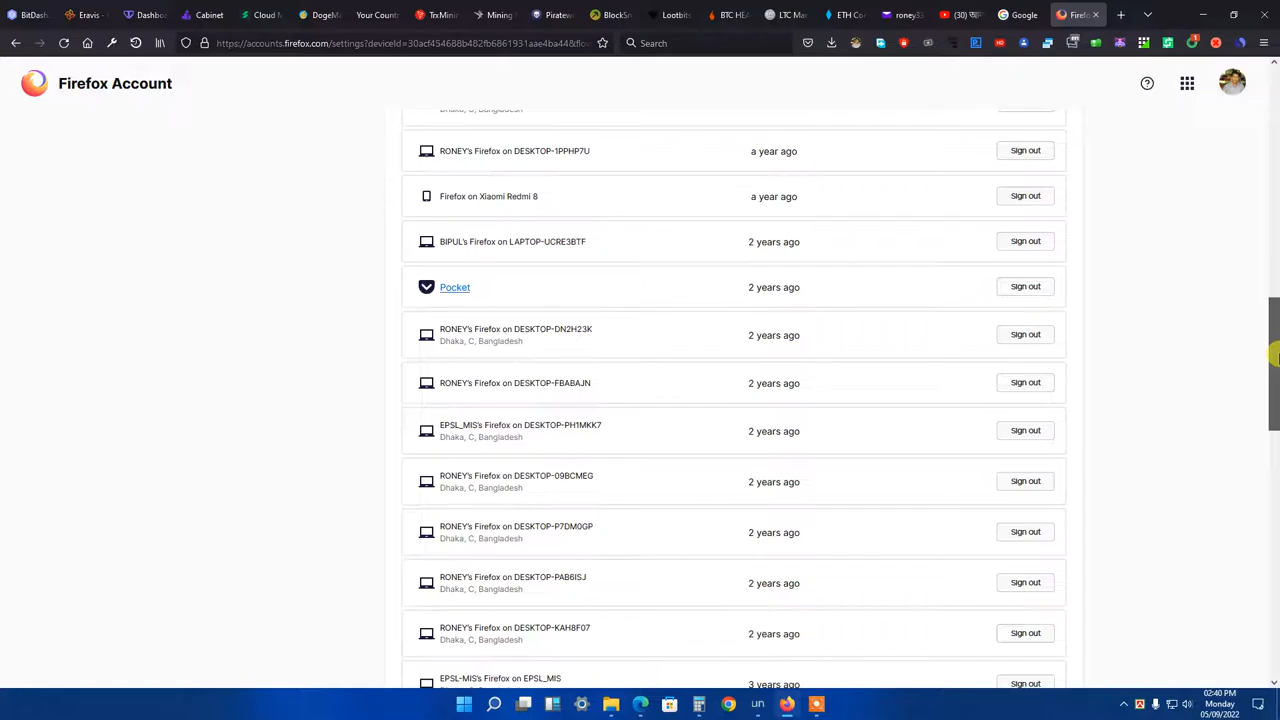 BitDas
Eravis-
Dashb
Cabinet
Cloud M
DogeM
Your Countr
TrxMinin
Mining
Piratew
BlockSn
Lootbits
BTC HEA
LTC Mar
ETH Cor
roney33
Google
Firefo
https://accounts.firefox.com/settings?deviceId=30acf454688b482fb6861931aae4ba44&
Search
Firefox Account
Dhaka, C, Bangladesh
RONEY's Firefox on DESKTOP-1PPHP7U a year ago Sign out
Firefox on Xiaomi Redmi 8 a year ago Sign out
BIPUL's Firefox on LAPTOP-UCRE3BTF 2 years ago Sign out
Pocket 2 years ago Sign out
RONEY's Firefox on DESKTOP-DN2H23K 2 years ago Sign out
Dhaka, C, Bangladesh
RONEY's Firefox on DESKTOP-FBABAJN 2 years ago Sign out
EPSL_MIS's Firefox on DESKTOP-PH1MKK7 2 years ago Sign out
Dhaka, C, Bangladesh
RONEY's Firefox on DESKTOP-09BCMEG 2 years ago Sign out
Dhaka, C, Bangladesh
RONEY's Firefox on DESKTOP-P7DM0GP 2 years ago Sign out
Dhaka, C, Bangladesh
RONEY's Firefox on DESKTOP-PAB6ISJ 2 years ago Sign out
Dhaka, C, Bangladesh
RONEY's Firefox on DESKTOP-KAH8F07 2 years ago Sign out
Dhaka, C, Bangladesh
EPSL-MIS's Firefox on EPSL_MIS 3 years ago Sign out
02:40 PM
Monday
05/09/2022